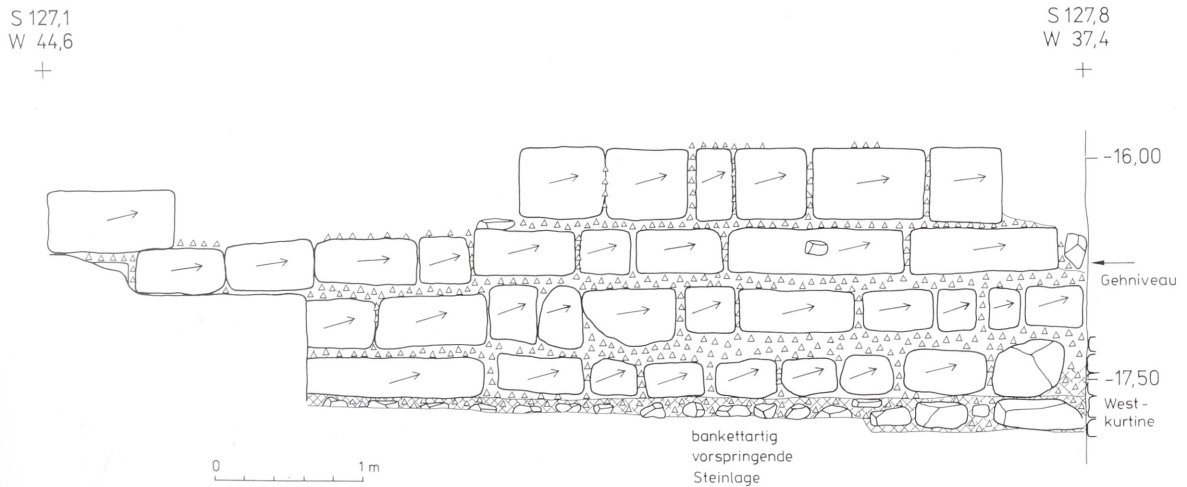 S 127,1
W 44,6
S 127,8
W 37,4
-16,00
Gehniveau
-17,50
West-
kurtine
bankettartig
vorspringende
Steinlage
0 1 m